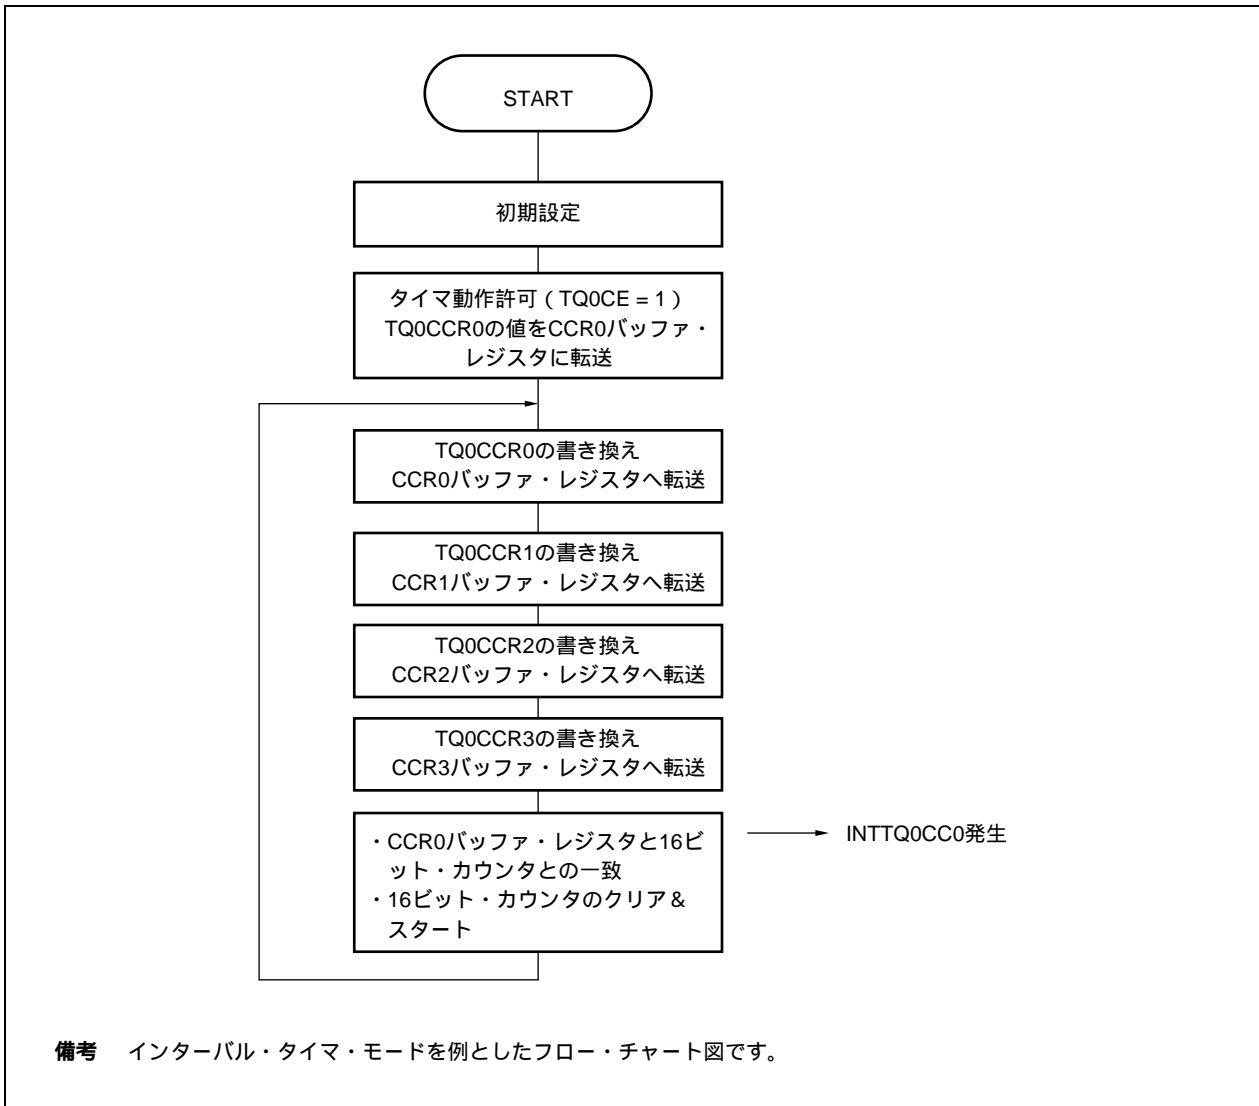 START
初期設定
タイマ動作許可（TQ0CE = 1）
TQ0CCR0の値をCCR0バッファ・
レジスタに転送
TQ0CCR0の書き換え
CCR0バッファ・レジスタへ転送
TQ0CCR1の書き換え
CCR1バッファ・レジスタへ転送
TQ0CCR2の書き換え
CCR2バッファ・レジスタへ転送
TQ0CCR3の書き換え
CCR3バッファ・レジスタへ転送
・CCR0バッファ・レジスタと16ビ
ット・カウンタとの一致
・16ビット・カウンタのクリア＆
スタート
INTTQ0CC0発生
備考　インターバル・タイマ・モードを例としたフロー・チャート図です。